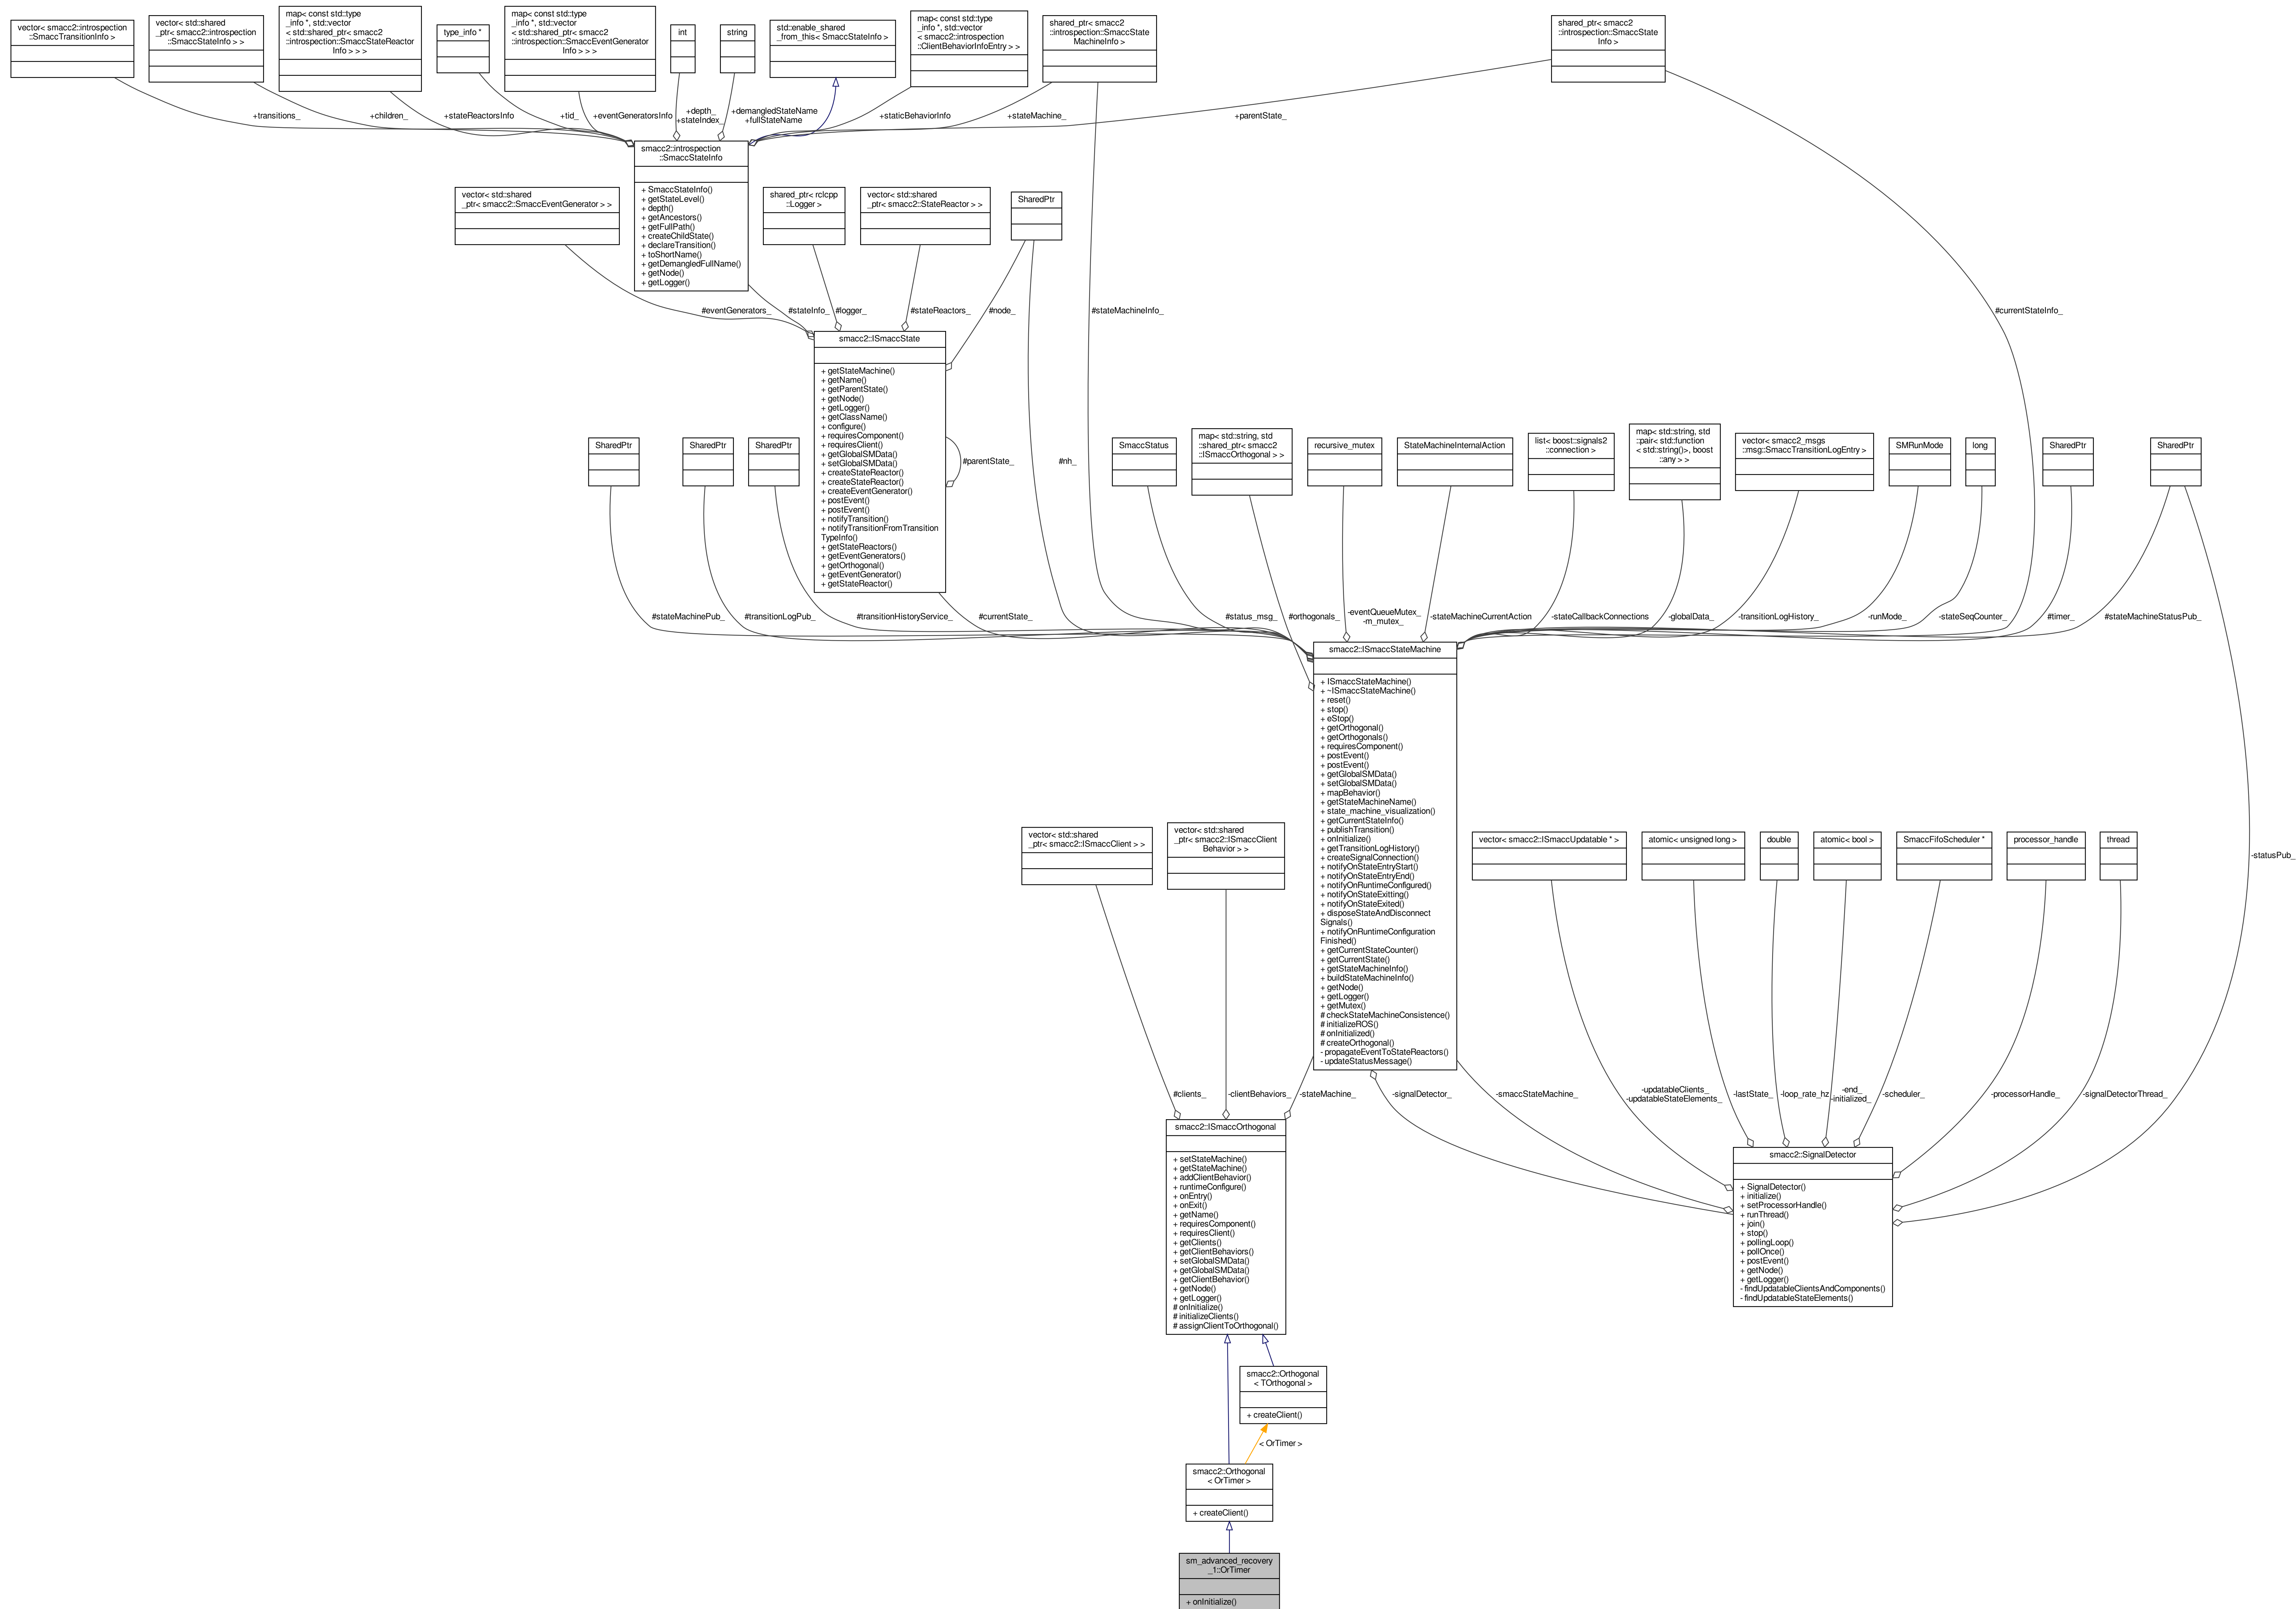 vector< smacc2::introspection
::SmaccTransitionInfo >
vector< std::shared
_ptr< smacc2::introspection
::SmaccStateInfo > >
map< const std::type
_info *, std::vector
< std::shared_ptr< smacc2
::introspection::SmaccStateReactor
Info > > >
type_info *
map< const std::type
_info *, std::vector
< std::shared_ptr< smacc2
::introspection::SmaccEventGenerator
Info > > >
int
string
std::enable_shared
_from_this< SmaccStateInfo >
map< const std::type
_info *, std::vector
< smacc2::introspection
::ClientBehaviorInfoEntry > >
shared_ptr< smacc2
::introspection::SmaccState
MachineInfo >
shared_ptr< smacc2
::introspection::SmaccState
Info >
+transitions_
+children_
+stateReactorsInfo
+tid_
+eventGeneratorsInfo
+depth_
+stateIndex_
+demangledStateName
+fullStateName
+staticBehaviorInfo
+stateMachine_
+parentState_
smacc2::introspection
::SmaccStateInfo
+ SmaccStateInfo()
+ getStateLevel()
+ depth()
+ getAncestors()
+ getFullPath()
+ createChildState()
+ declareTransition()
+ toShortName()
+ getDemangledFullName()
+ getNode()
+ getLogger()
vector< std::shared
_ptr< smacc2::SmaccEventGenerator > >
shared_ptr< rclcpp
::Logger >
vector< std::shared
_ptr< smacc2::StateReactor > >
SharedPtr
#eventGenerators_
#stateInfo_
#logger_
#stateReactors_
#node_
#stateMachineInfo_
#currentStateInfo_
smacc2::ISmaccState
+ getStateMachine()
+ getName()
+ getParentState()
+ getNode()
+ getLogger()
+ getClassName()
+ configure()
+ requiresComponent()
+ requiresClient()
+ getGlobalSMData()
+ setGlobalSMData()
+ createStateReactor()
+ createStateReactor()
+ createEventGenerator()
+ postEvent()
+ postEvent()
+ notifyTransition()
+ notifyTransitionFromTransition
TypeInfo()
+ getStateReactors()
+ getEventGenerators()
+ getOrthogonal()
+ getEventGenerator()
+ getStateReactor()
#parentState_
#nh_
SharedPtr
SharedPtr
SharedPtr
SmaccStatus
map< std::string, std
::shared_ptr< smacc2
::ISmaccOrthogonal > >
recursive_mutex
StateMachineInternalAction
list< boost::signals2
::connection >
map< std::string, std
::pair< std::function
< std::string()>, boost
::any > >
vector< smacc2_msgs
::msg::SmaccTransitionLogEntry >
SMRunMode
long
SharedPtr
SharedPtr
#stateMachinePub_
#transitionLogPub_
#transitionHistoryService_
#currentState_
#status_msg_
#orthogonals_
-eventQueueMutex_
-m_mutex_
-stateMachineCurrentAction
-stateCallbackConnections
-globalData_
-transitionLogHistory_
-runMode_
-stateSeqCounter_
#timer_
#stateMachineStatusPub_
smacc2::ISmaccStateMachine
+ ISmaccStateMachine()
+ ~ISmaccStateMachine()
+ reset()
+ stop()
+ eStop()
+ getOrthogonal()
+ getOrthogonals()
+ requiresComponent()
+ postEvent()
+ postEvent()
+ getGlobalSMData()
+ setGlobalSMData()
+ mapBehavior()
+ getStateMachineName()
+ state_machine_visualization()
+ getCurrentStateInfo()
+ publishTransition()
+ onInitialize()
+ getTransitionLogHistory()
+ createSignalConnection()
+ notifyOnStateEntryStart()
+ notifyOnStateEntryEnd()
+ notifyOnRuntimeConfigured()
+ notifyOnStateExitting()
+ notifyOnStateExited()
+ disposeStateAndDisconnect
Signals()
+ notifyOnRuntimeConfiguration
Finished()
+ getCurrentStateCounter()
+ getCurrentState()
+ getStateMachineInfo()
+ buildStateMachineInfo()
+ getNode()
+ getLogger()
+ getMutex()
# checkStateMachineConsistence()
# initializeROS()
# onInitialized()
# createOrthogonal()
- propagateEventToStateReactors()
- updateStatusMessage()
vector< std::shared
_ptr< smacc2::ISmaccClient > >
vector< std::shared
_ptr< smacc2::ISmaccClient
Behavior > >
vector< smacc2::ISmaccUpdatable * >
atomic< unsigned long >
double
atomic< bool >
SmaccFifoScheduler *
processor_handle
thread
-statusPub_
#clients_
-clientBehaviors_
-stateMachine_
-signalDetector_
-smaccStateMachine_
-updatableClients_
-updatableStateElements_
-lastState_
-loop_rate_hz
-end_
-initialized_
-scheduler_
-processorHandle_
-signalDetectorThread_
smacc2::ISmaccOrthogonal
+ setStateMachine()
+ getStateMachine()
+ addClientBehavior()
+ runtimeConfigure()
+ onEntry()
+ onExit()
+ getName()
+ requiresComponent()
+ requiresClient()
+ getClients()
+ getClientBehaviors()
+ setGlobalSMData()
+ getGlobalSMData()
+ getClientBehavior()
+ getNode()
+ getLogger()
# onInitialize()
# initializeClients()
# assignClientToOrthogonal()
smacc2::SignalDetector
+ SignalDetector()
+ initialize()
+ setProcessorHandle()
+ runThread()
+ join()
+ stop()
+ pollingLoop()
+ pollOnce()
+ postEvent()
+ getNode()
+ getLogger()
- findUpdatableClientsAndComponents()
- findUpdatableStateElements()
smacc2::Orthogonal
< TOrthogonal >
+ createClient()
< OrTimer >
smacc2::Orthogonal
< OrTimer >
+ createClient()
sm_advanced_recovery
_1::OrTimer
+ onInitialize()